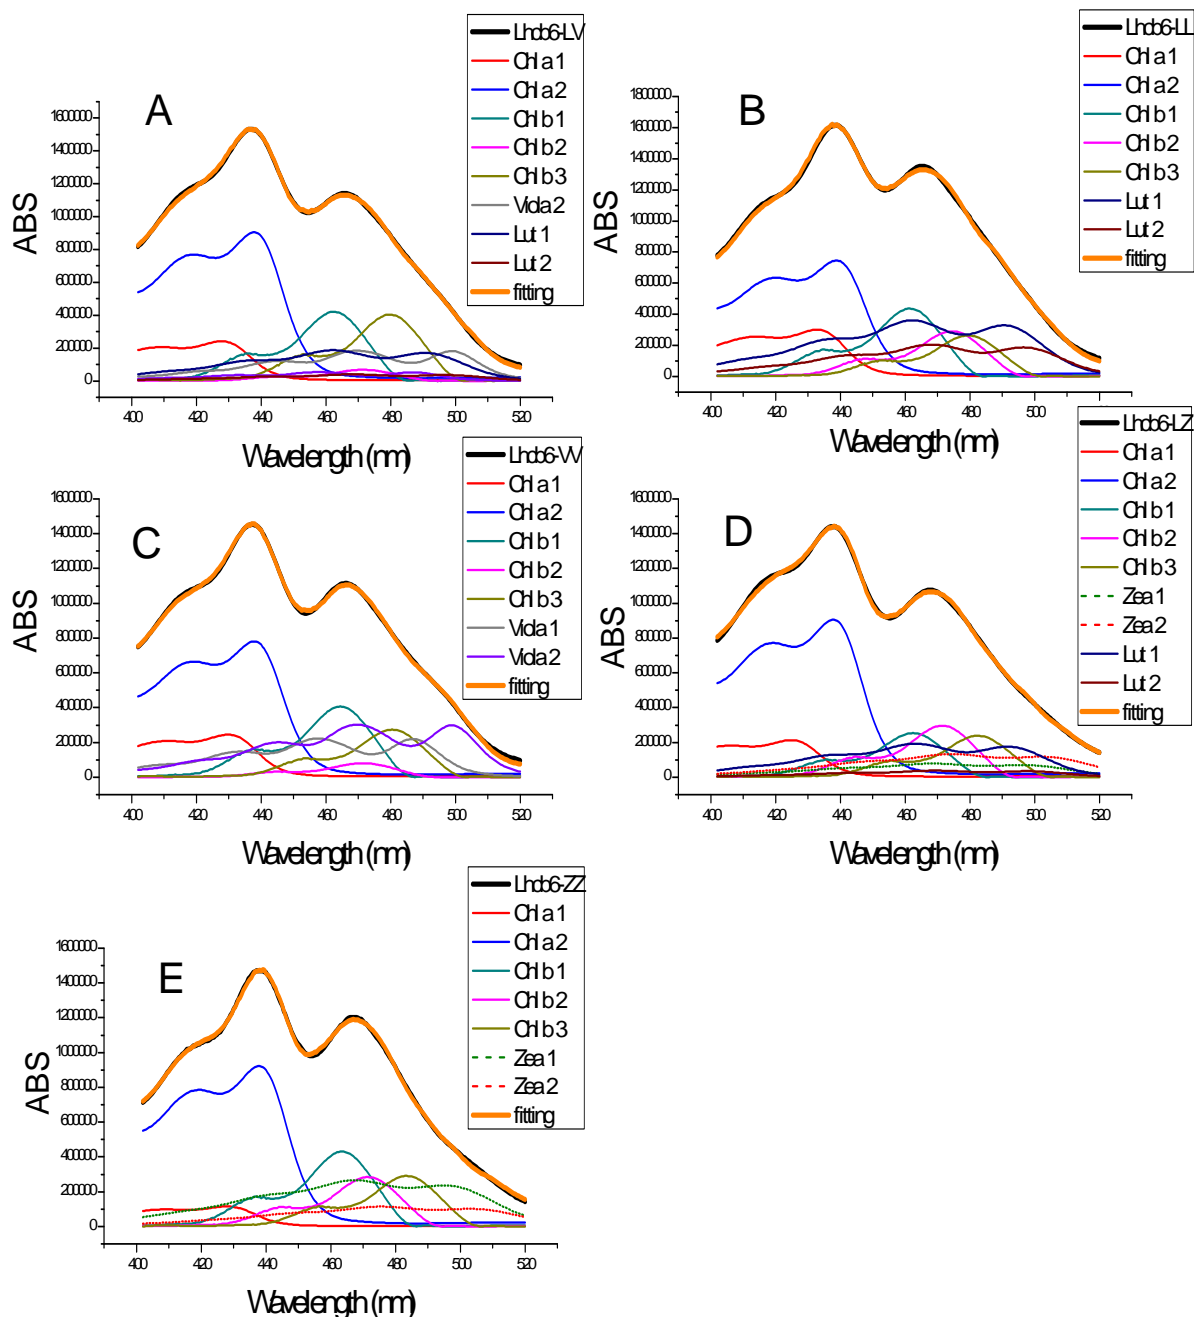 A
ABS
1600000
1400000
1200000
1000000
800000
600000
400000
200000
0
400 420 440 460 480 500 520
Wavelength (nm)
Lhcb6-LV
Chl a 1
Chl a 2
Chl b 1
Chl b 2
Chl b 3
Viola 2
Lut 1
Lut 2
fitting
B
ABS
1800000
1600000
1400000
1200000
1000000
800000
600000
400000
200000
0
400 420 440 460 480 500 520
Wavelength (nm)
Lhcb6-LL
Chl a 1
Chl a 2
Chl b 1
Chl b 2
Chl b 3
Lut 1
Lut 2
fitting
C
ABS
1600000
1400000
1200000
1000000
800000
600000
400000
200000
0
400 420 440 460 480 500 520
Wavelength (nm)
Lhcb6-VV
Chl a 1
Chl a 2
Chl b 1
Chl b 2
Chl b 3
Viola 1
Viola 2
fitting
D
ABS
1600000
1400000
1200000
1000000
800000
600000
400000
200000
0
400 420 440 460 480 500 520
Wavelength (nm)
Lhcb6-LZ
Chl a 1
Chl a 2
Chl b 1
Chl b 2
Chl b 3
Zea 1
Zea 2
Lut 1
Lut 2
fitting
E
ABS
1600000
1400000
1200000
1000000
800000
600000
400000
200000
0
400 420 440 460 480 500 520
Wavelength (nm)
Lhcb6-ZZ
Chl a 1
Chl a 2
Chl b 1
Chl b 2
Chl b 3
Zea 1
Zea 2
fitting